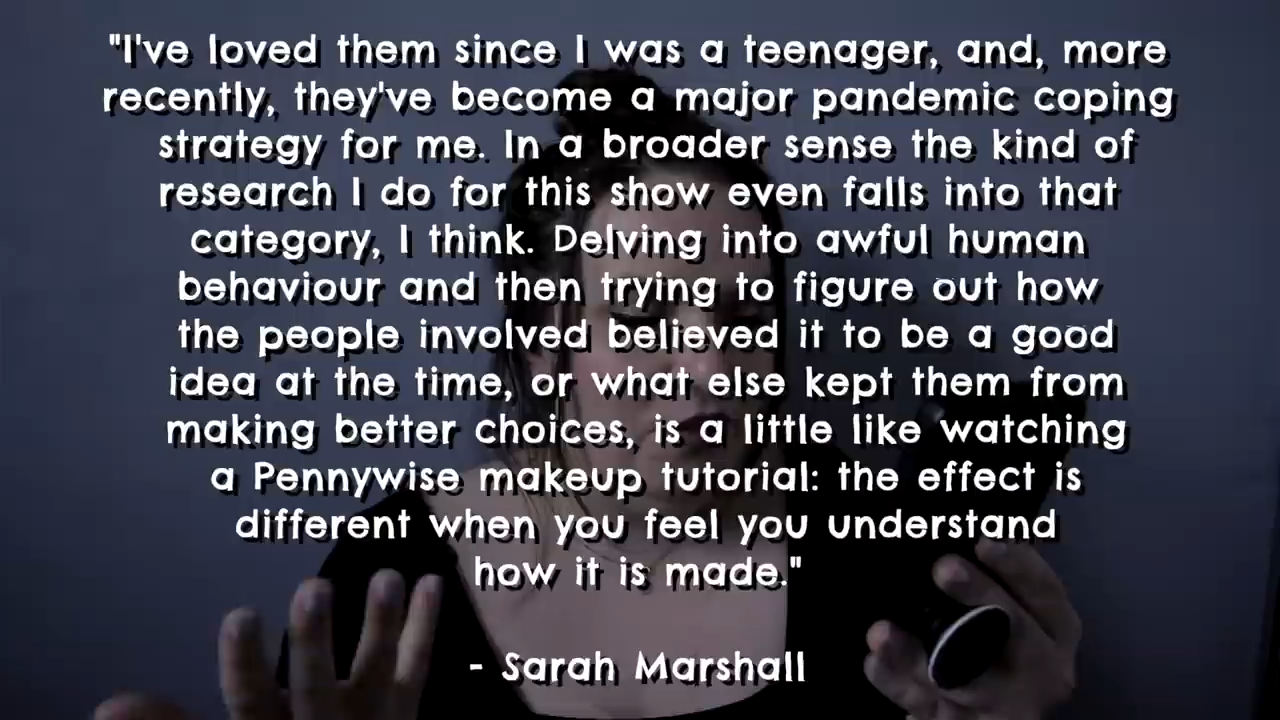 "I've loved them since I was a teenager, and, more
recently, they've become a major pandemic coping
strategy for me. In a broader sense the kind of
research I do for this show even falls into that
category, I think. Delving into awful human
behaviour and then trying to figure out how
the people involved believed it to be a good
idea at the time, or what else kept them from
making better choices, is a little like watching
a Pennywise makeup tutorial: the effect is
different when you feel you understand
how it is made."
- Sarah Marshall